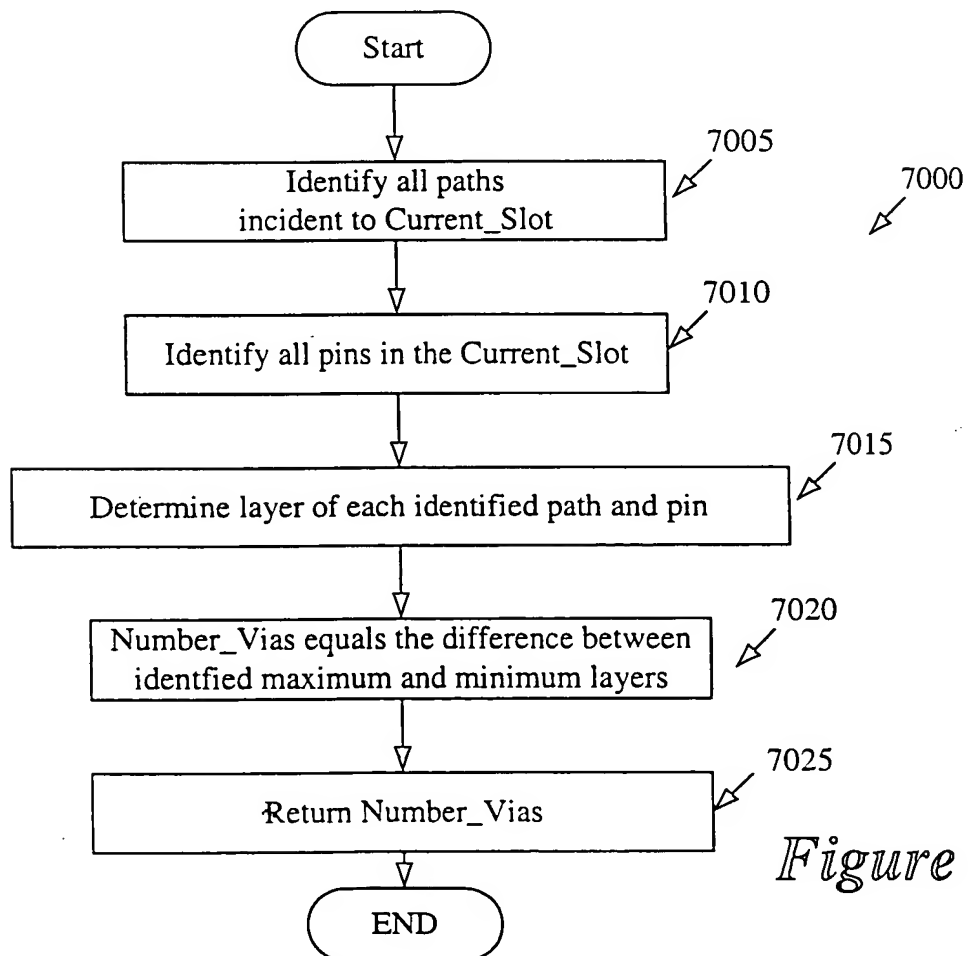 Start
7005
Identify all paths
incident to Current_Slot
7000
7010
Identify all pins in the Current_Slot
7015
Determine layer of each identified path and pin
7020
Number_Vias equals the difference between
identfied maximum and minimum layers
7025
Return Number_Vias
Figure
END